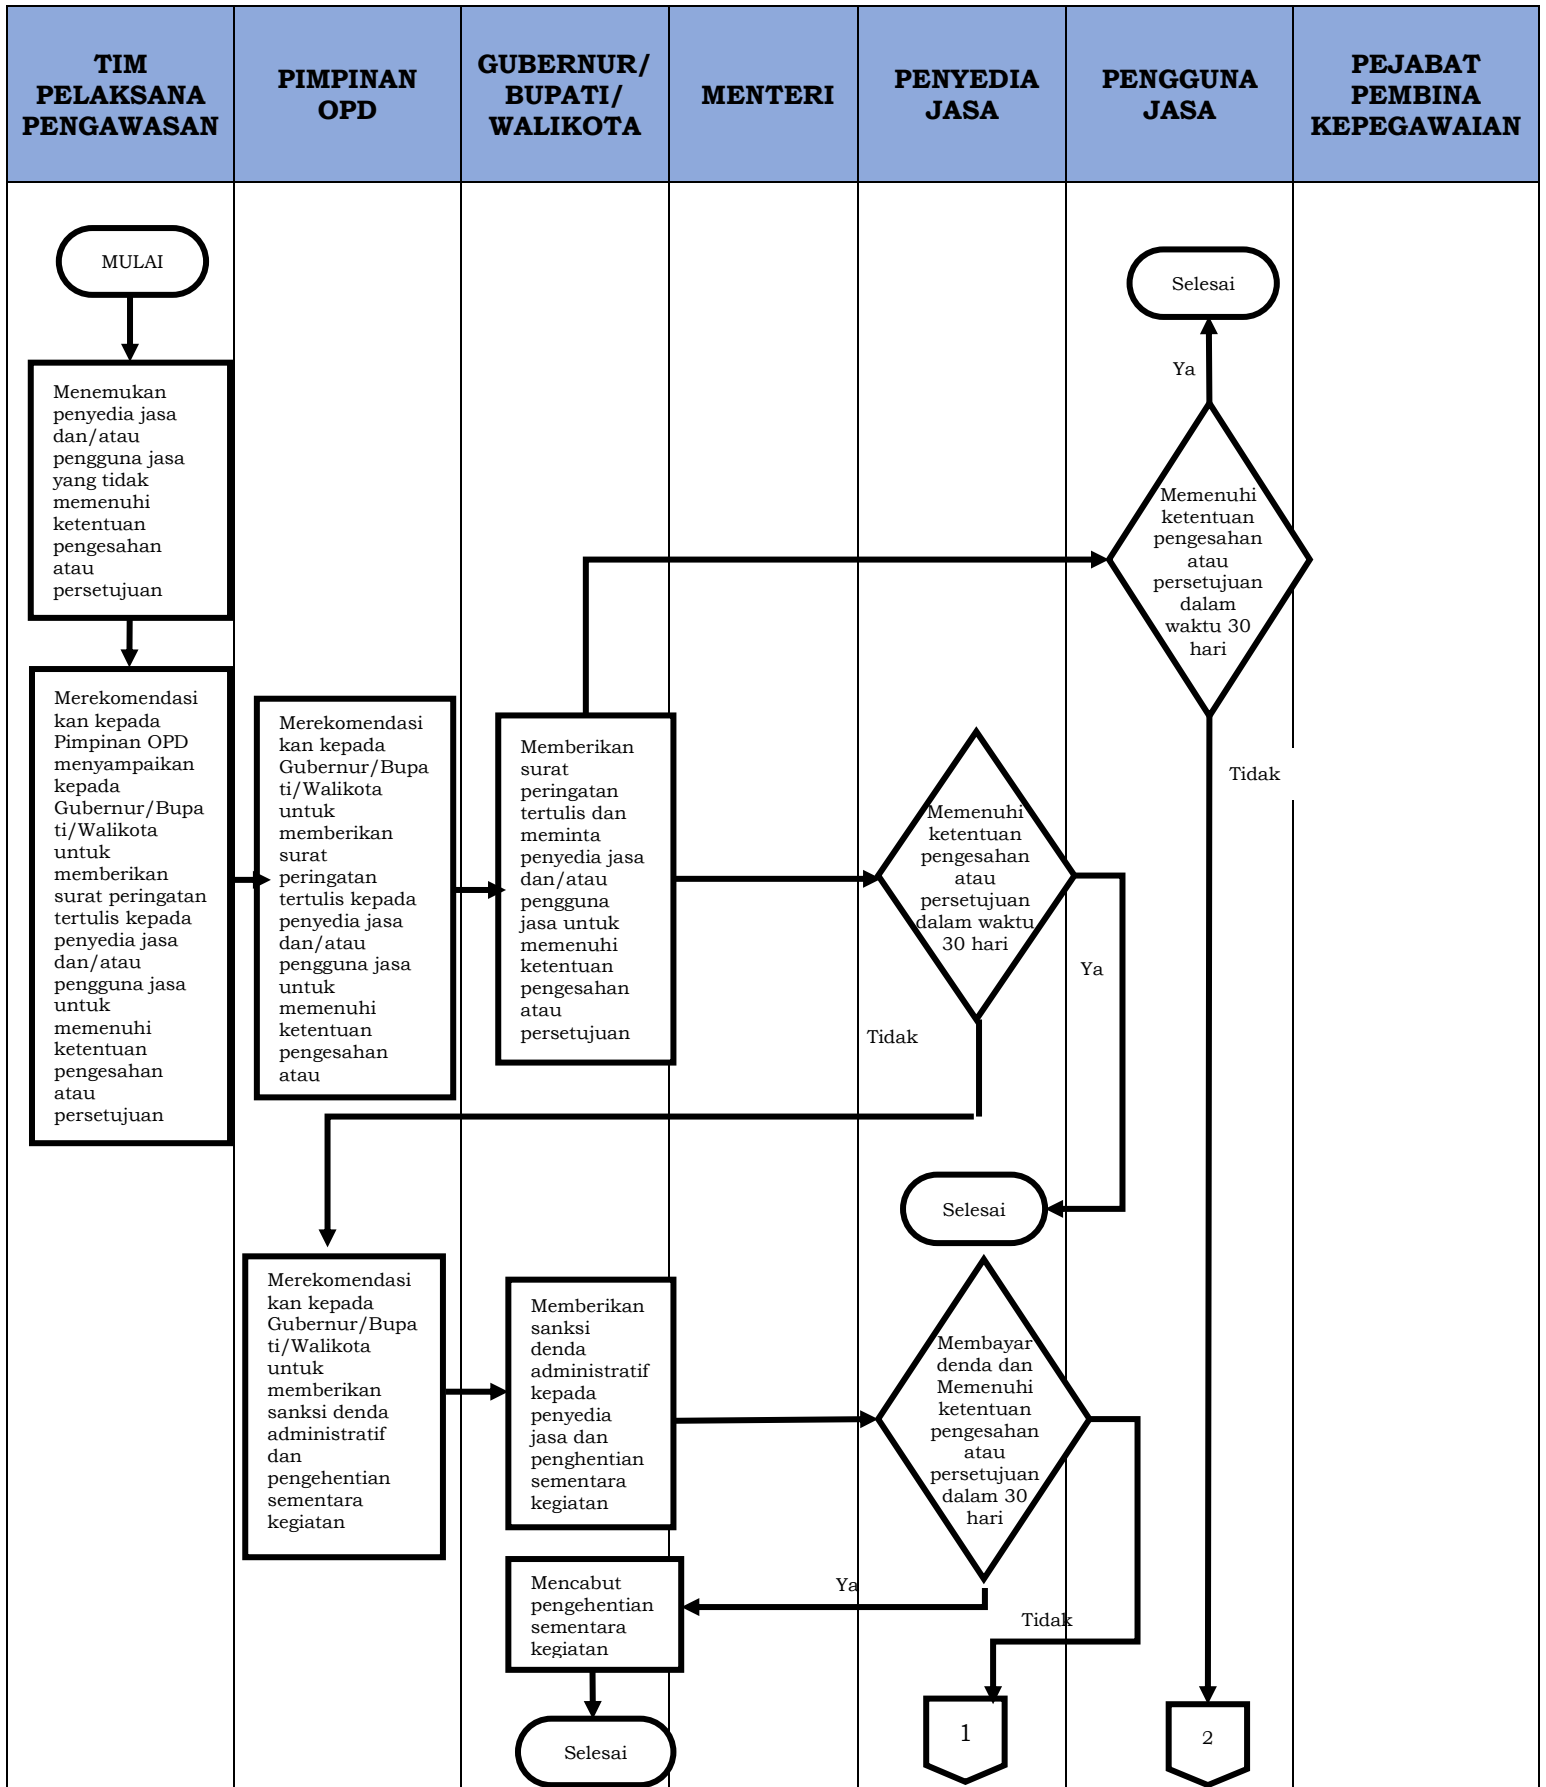 TIM
PELAKSANA
PENGAWASAN
PIMPINAN
OPD
GUBERNUR/
BUPATI/
WALIKOTA
MENTERI
PENYEDIA
JASA
PENGGUNA
JASA
PEJABAT
PEMBINA
KEPEGAWAIAN
MULAI
Selesai
Ya
Menemukan
penyedia jasa
dan/atau
pengguna jasa
yang tidak
memenuhi
ketentuan
pengesahan
atau
persetujuan
Memenuhi
ketentuan
pengesahan
atau
persetujuan
dalam
waktu 30
hari
Merekomendasi
kan kepada
Pimpinan OPD
menyampaikan
kepada
Gubernur/Bupa
ti/Walikota
untuk
memberikan
surat peringatan
tertulis kepada
penyedia jasa
dan/atau
pengguna jasa
untuk
memenuhi
ketentuan
pengesahan
atau
persetujuan
Merekomendasi
kan kepada
Gubernur/Bupa
ti/Walikota
untuk
memberikan
surat
peringatan
tertulis kepada
penyedia jasa
dan/atau
pengguna jasa
untuk
memenuhi
ketentuan
pengesahan
atau
Memberikan
surat
peringatan
tertulis dan
meminta
penyedia jasa
dan/atau
pengguna
jasa untuk
memenuhi
ketentuan
pengesahan
atau
persetujuan
Memenuhi
ketentuan
pengesahan
atau
persetujuan
dalam waktu
30 hari
Tidak
Ya
Tidak
Selesai
Merekomendasi
kan kepada
Gubernur/Bupa
ti/Walikota
untuk
memberikan
sanksi denda
administratif
dan
pengehentian
sementara
kegiatan
Memberikan
sanksi
denda
administratif
kepada
penyedia
jasa dan
penghentian
sementara
kegiatan
Membayar
denda dan
Memenuhi
ketentuan
pengesahan
atau
persetujuan
dalam 30
hari
Mencabut
pengehentian
sementara
kegiatan
Ya
Tidak
Selesai
1
2